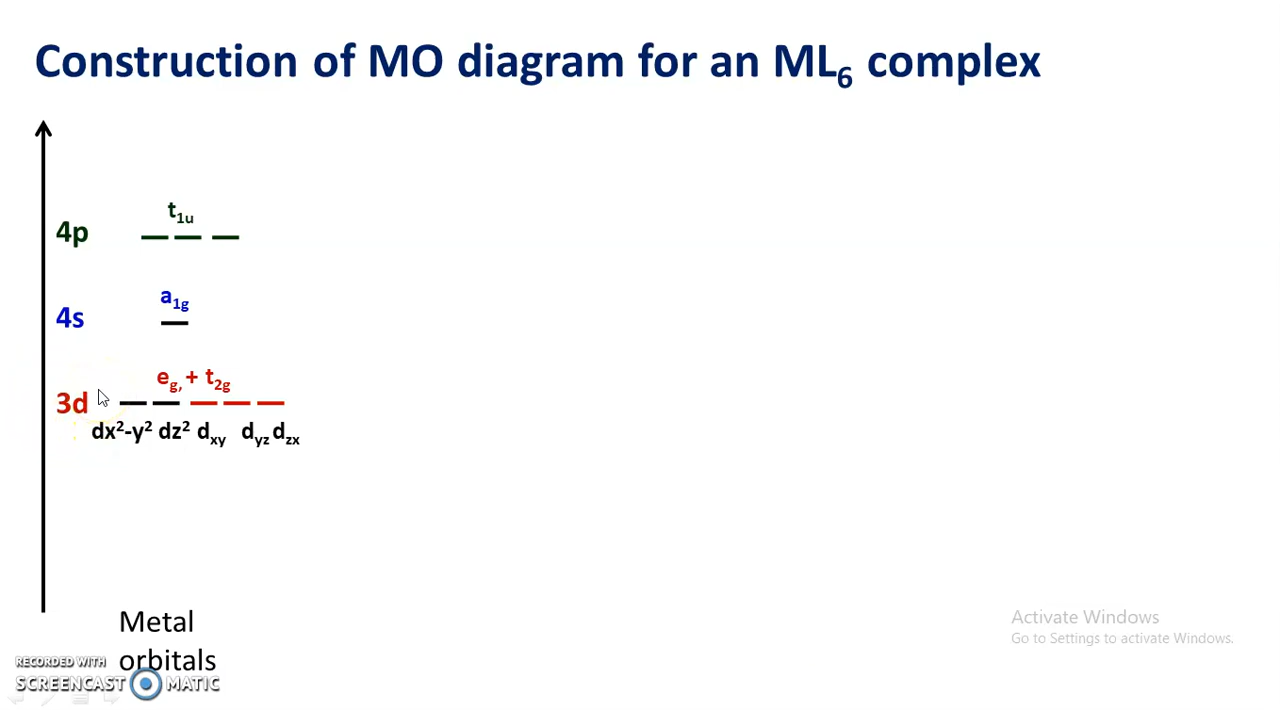 Construction of MO diagram for an ML₆ complex
t₁u
4p
a₁g
4s
eg, + t₂g
3d
dx²-y² dz² dxy dyz dzx
Metal
orbitals
RECORDED WITH
SCREENCAST MATIC
Activate Windows
Go to Settings to activate Windows.